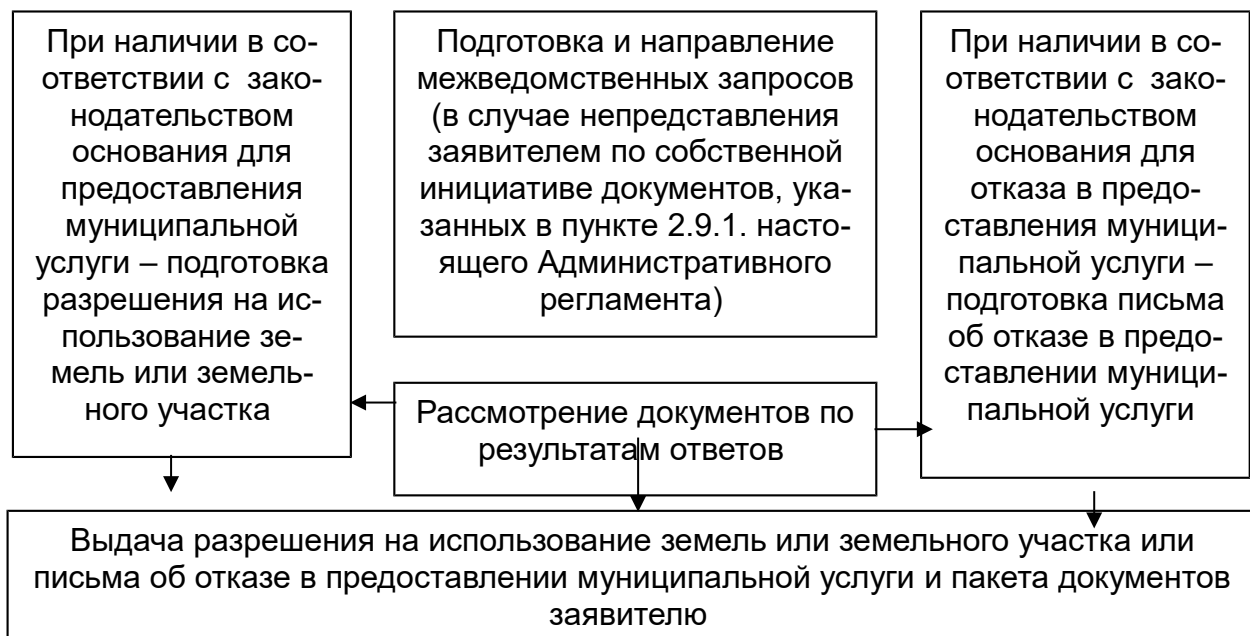 При наличии в со-
ответствии с зако-
нодательством
основания для
предоставления
муниципальной
услуги – подготовка
разрешения на ис-
пользование зе-
мель или земель-
ного участка
Подготовка и направление
межведомственных запросов
(в случае непредставления
заявителем по собственной
инициативе документов, ука-
занных в пункте 2.9.1. насто-
ящего Административного
регламента)
При наличии в со-
ответствии с зако-
нодательством
основания для
отказа в предо-
ставления муници-
пальной услуги –
подготовка письма
об отказе в предо-
ставлении муници-
пальной услуги
Рассмотрение документов по
результатам ответов
Выдача разрешения на использование земель или земельного участка или
письма об отказе в предоставлении муниципальной услуги и пакета документов
заявителю